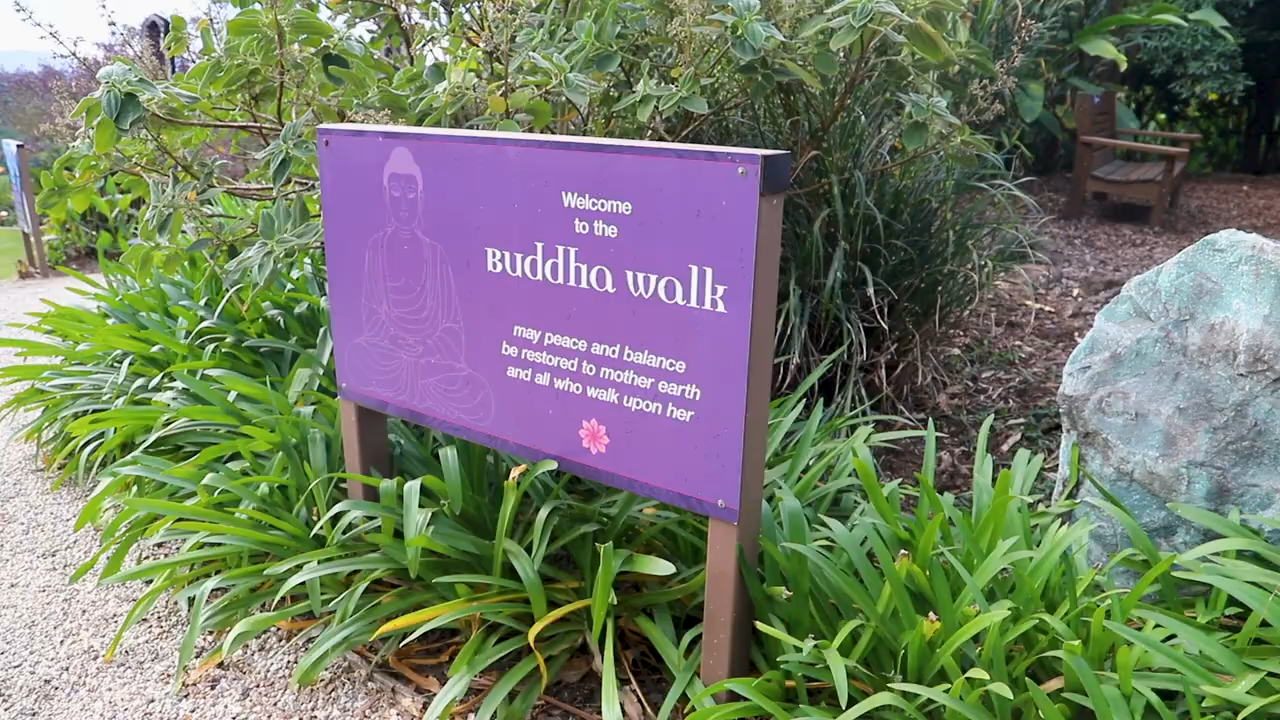 Welcome
to the
Buddha walk
may peace and balance
be restored to mother earth
and all who walk upon her